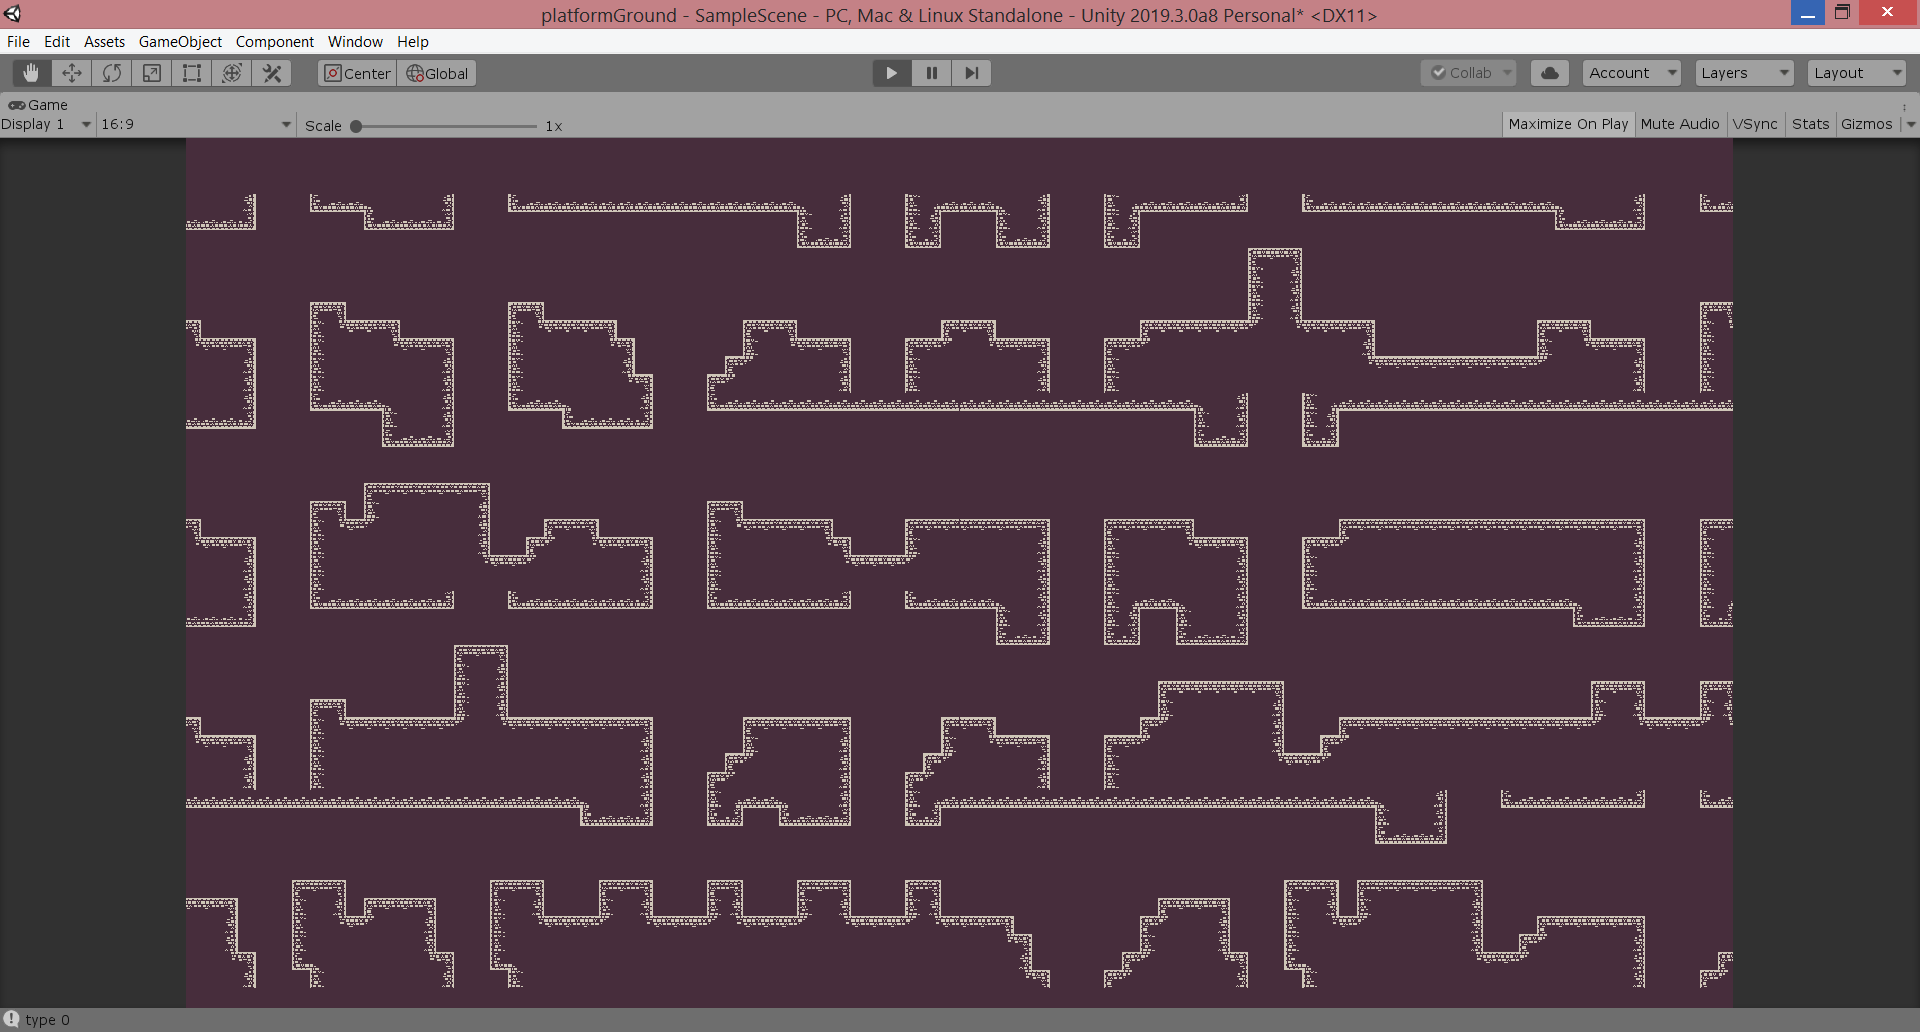 platformGround - SampleScene - PC, Mac & Linux Standalone - Unity 2019.3.0a8 Personal* <DX11>
File Edit Assets GameObject Component Window Help
Center Global Collab Account Layers Layout
Game
Display 1 16:9 Scale 1x Maximize On Play Mute Audio VSync Stats Gizmos
type 0